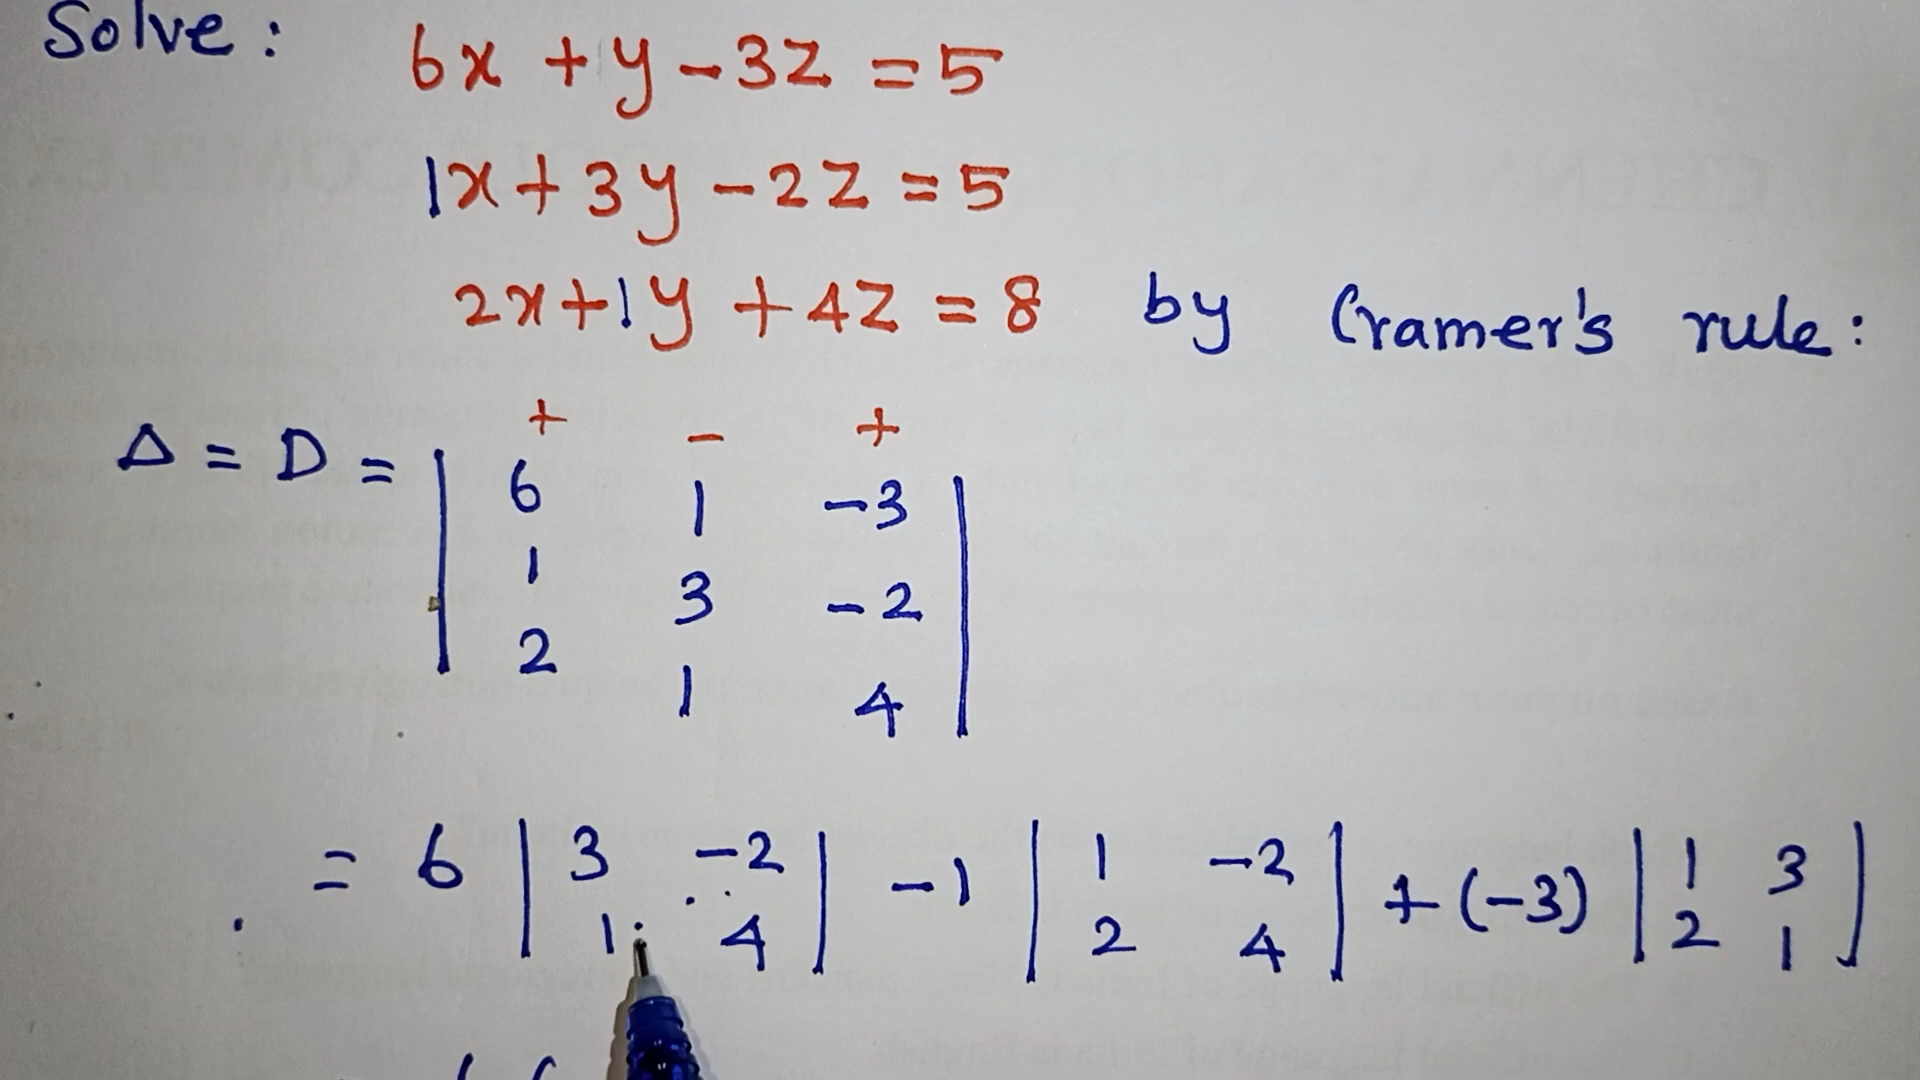 Solve: 6x + y - 3z = 5
1x + 3y - 2z = 5
2x + 1y + 4z = 8 by Cramer's rule:
+ - +
Δ = D = | 6 1 -3 |
| 1 3 -2 |
| 2 1 4 |
= 6 | 3 -2 | -1 | 1 -2 | + (-3) | 1 3 |
| 1 4 | | 2 4 | | 2 1 |